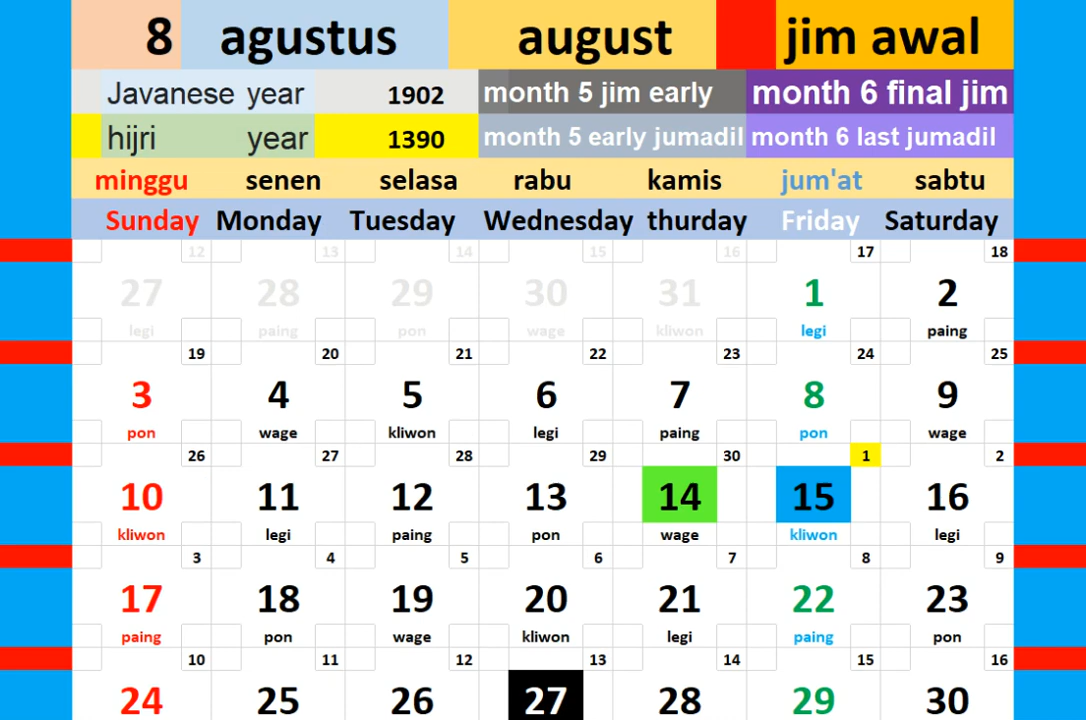 8 agustus august jim awal
Javanese year 1902 month 5 jim early month 6 final jim
hijri year 1390 month 5 early jumadil month 6 last jumadil
minggu senen selasa rabu kamis jum'at sabtu
Sunday Monday Tuesday Wednesday thurday Friday Saturday
12 13 14 15 16 17 18
27 28 29 30 31 1 2
legi paing pon wage kliwon legi paing
19 20 21 22 23 24 25
3 4 5 6 7 8 9
pon wage kliwon legi paing pon wage
26 27 28 29 30 1 2
10 11 12 13 14 15 16
kliwon legi paing pon wage kliwon legi
3 4 5 6 7 8 9
17 18 19 20 21 22 23
paing pon wage kliwon legi paing pon
10 11 12 13 14 15 16
24 25 26 27 28 29 30